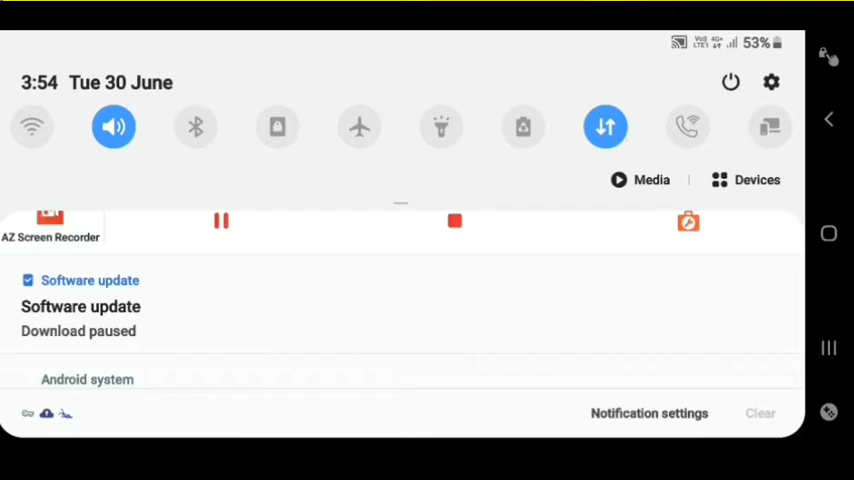 53%
3:54 Tue 30 June
Media
Devices
AZ Screen Recorder
Software update
Software update
Download paused
Android system
Notification settings
Clear